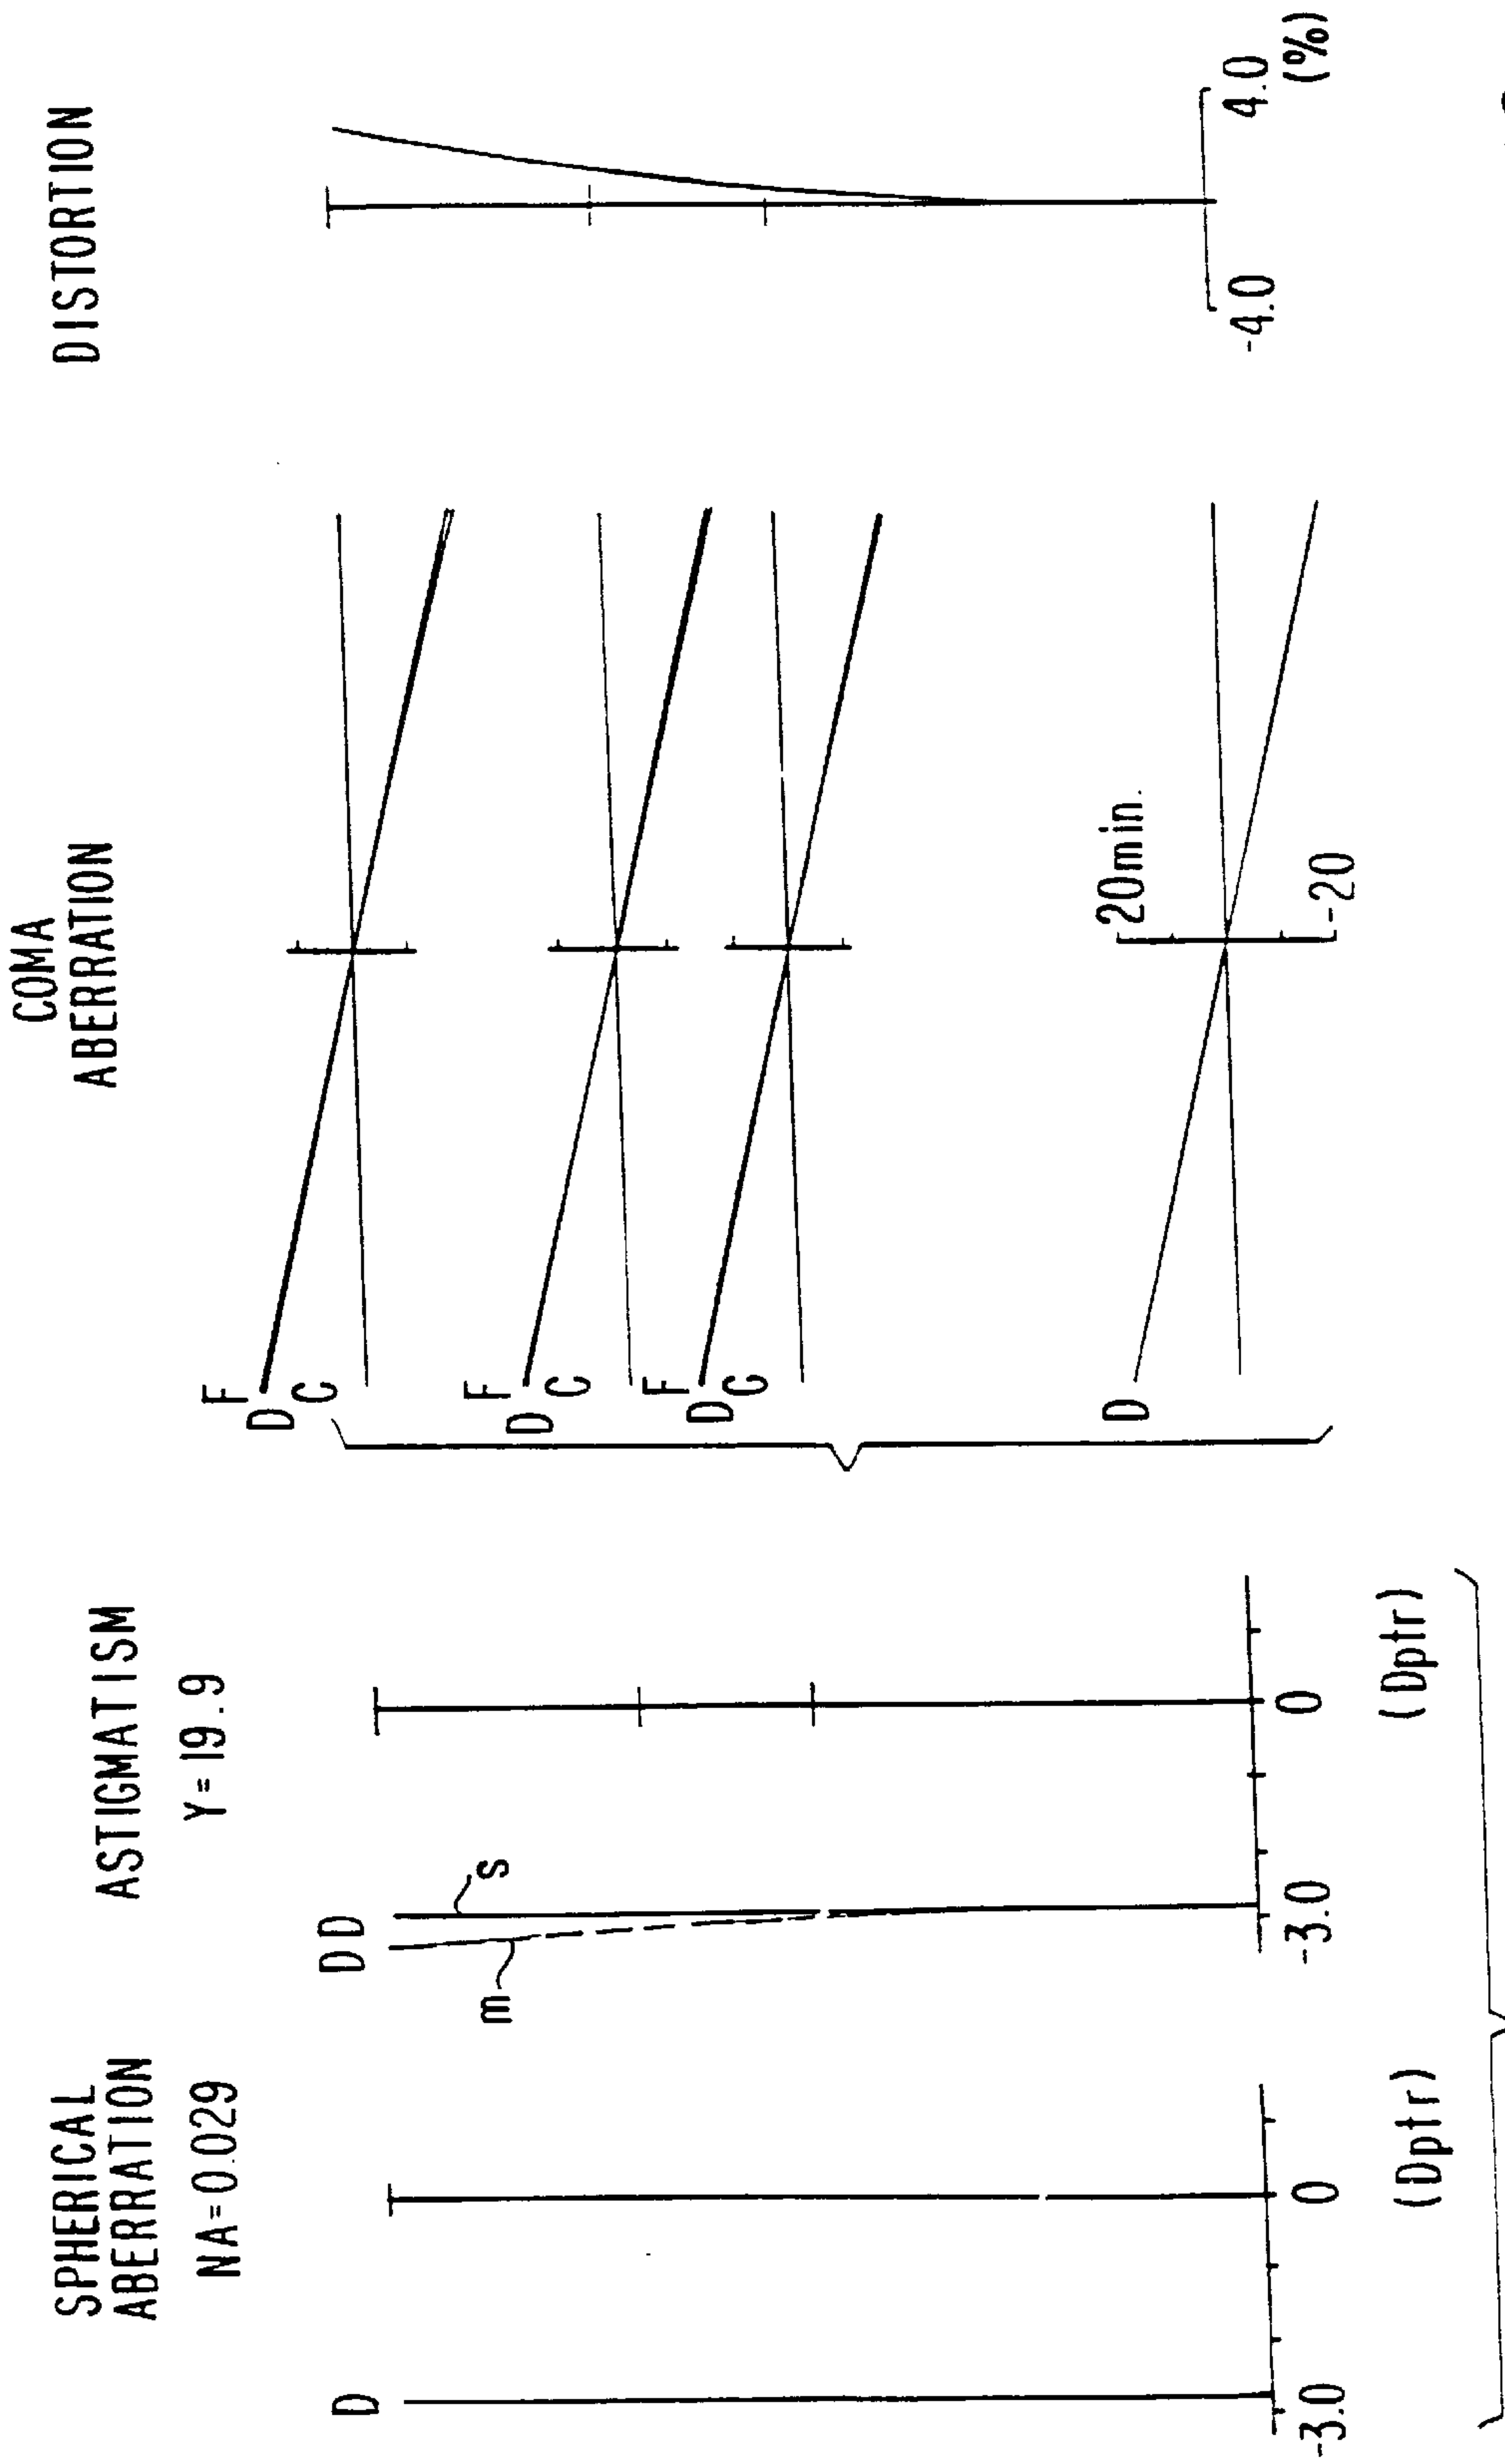 SPHERICAL
ABERRATION
NA=0.029
D
-3.0
0
(Dptr)
ASTIGMATISM
Y=19.9
D D
m
s
-3.0
0
(Dptr)
COMA
ABERRATION
F
D
C
F
D
C
F
D
C
D
20min.
-20
DISTORTION
-4.0
4.0
(%)